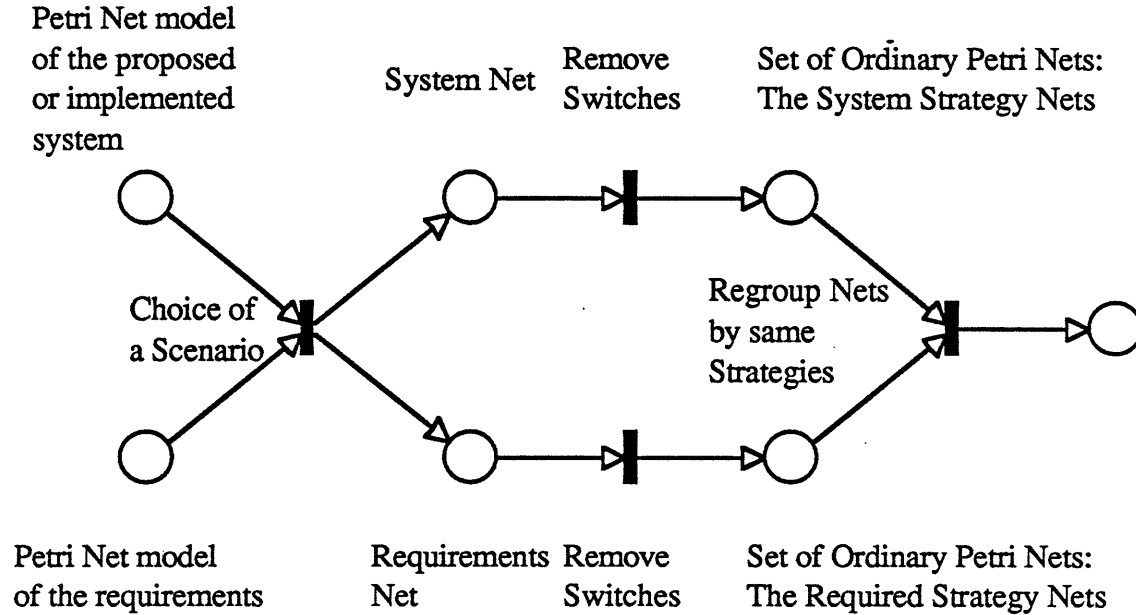 Petri Net model
of the proposed
or implemented
system
System Net
Remove
Switches
Set of Ordinary Petri Nets:
The System Strategy Nets
Choice of
a Scenario
Regroup Nets
by same
Strategies
Petri Net model
of the requirements
Requirements
Net
Remove
Switches
Set of Ordinary Petri Nets:
The Required Strategy Nets